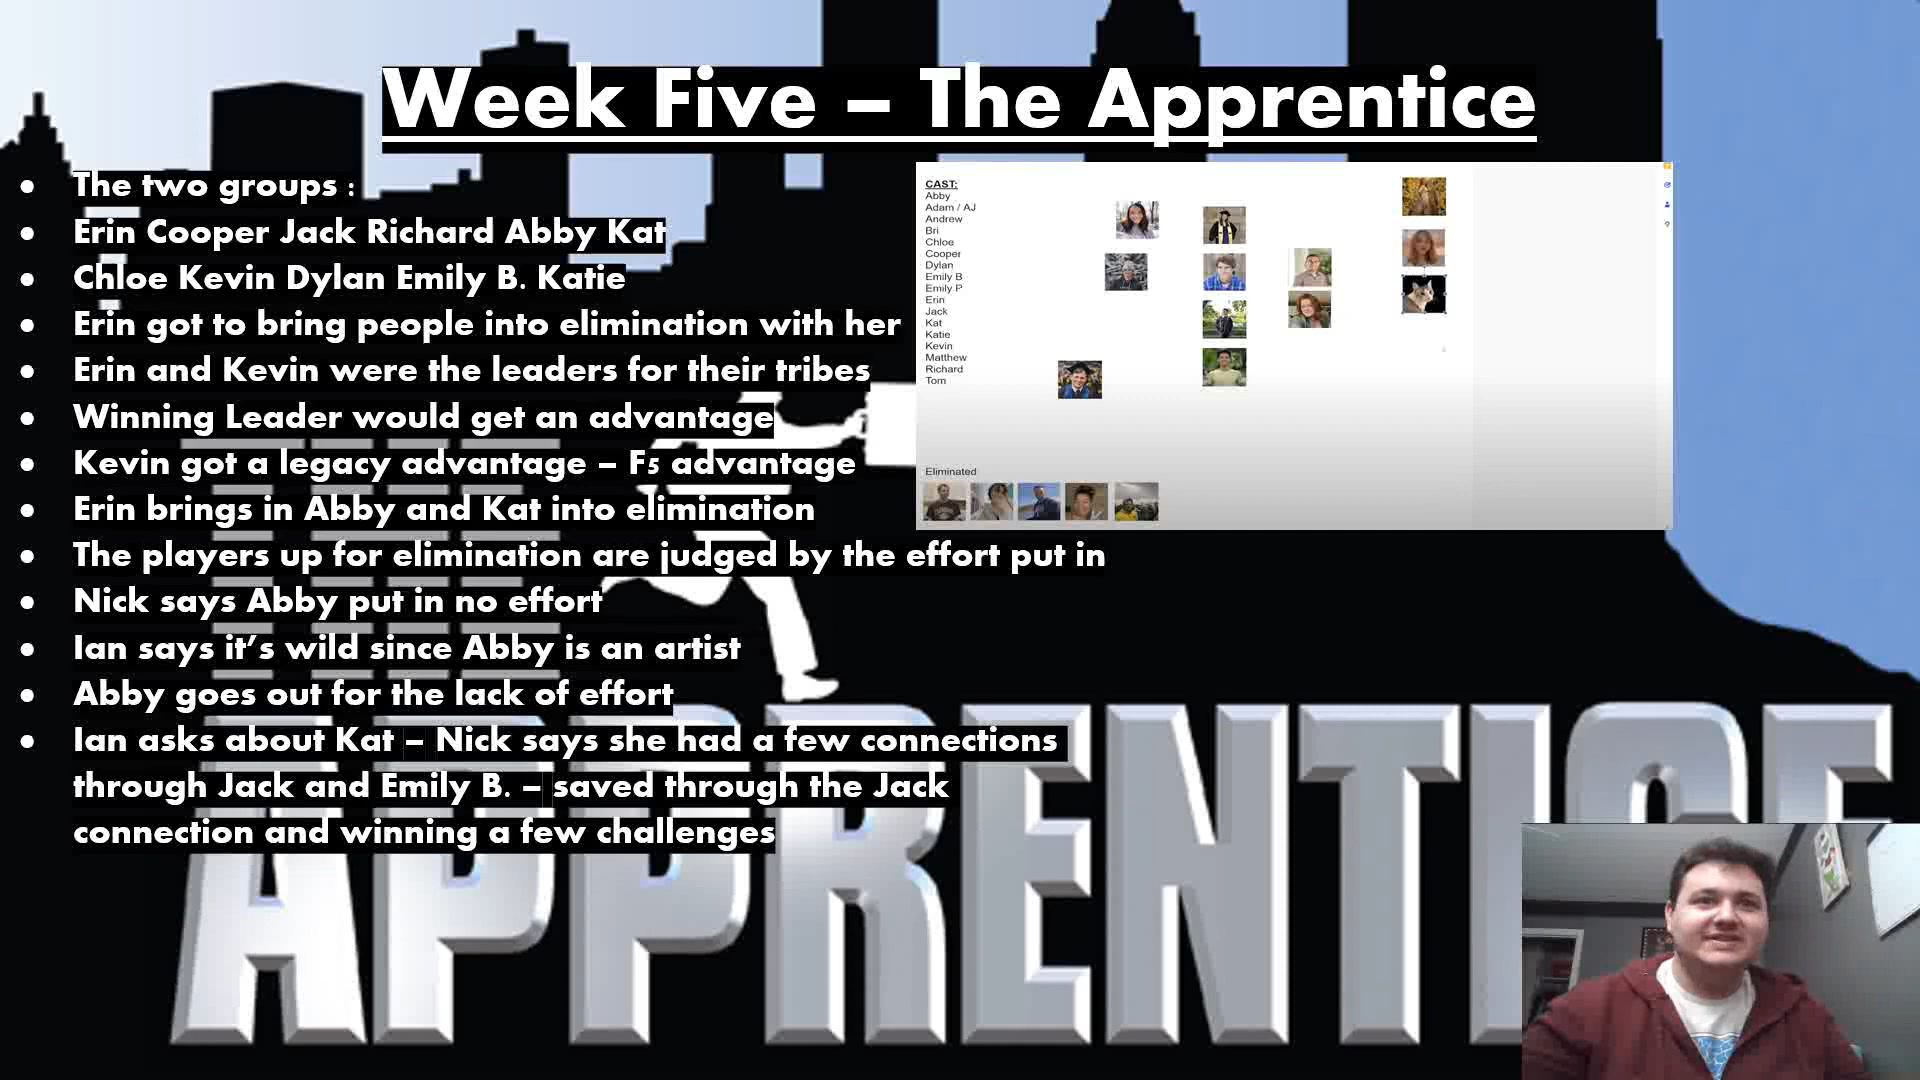 Week Five – The Apprentice
• The two groups :
• Erin Cooper Jack Richard Abby Kat
• Chloe Kevin Dylan Emily B. Katie
• Erin got to bring people into elimination with her
• Erin and Kevin were the leaders for their tribes
• Winning Leader would get an advantage
• Kevin got a legacy advantage – F5 advantage
• Erin brings in Abby and Kat into elimination
• The players up for elimination are judged by the effort put in
• Nick says Abby put in no effort
• Ian says it’s wild since Abby is an artist
• Abby goes out for the lack of effort
• Ian asks about Kat – Nick says she had a few connections
through Jack and Emily B. – saved through the Jack
connection and winning a few challenges
CAST:
Abby
Adam / AJ
Andrew
Bri
Chloe
Cooper
Dylan
Emily B
Emily P
Erin
Jack
Kat
Katie
Kevin
Matthew
Richard
Tom
Eliminated
APPRENTICE